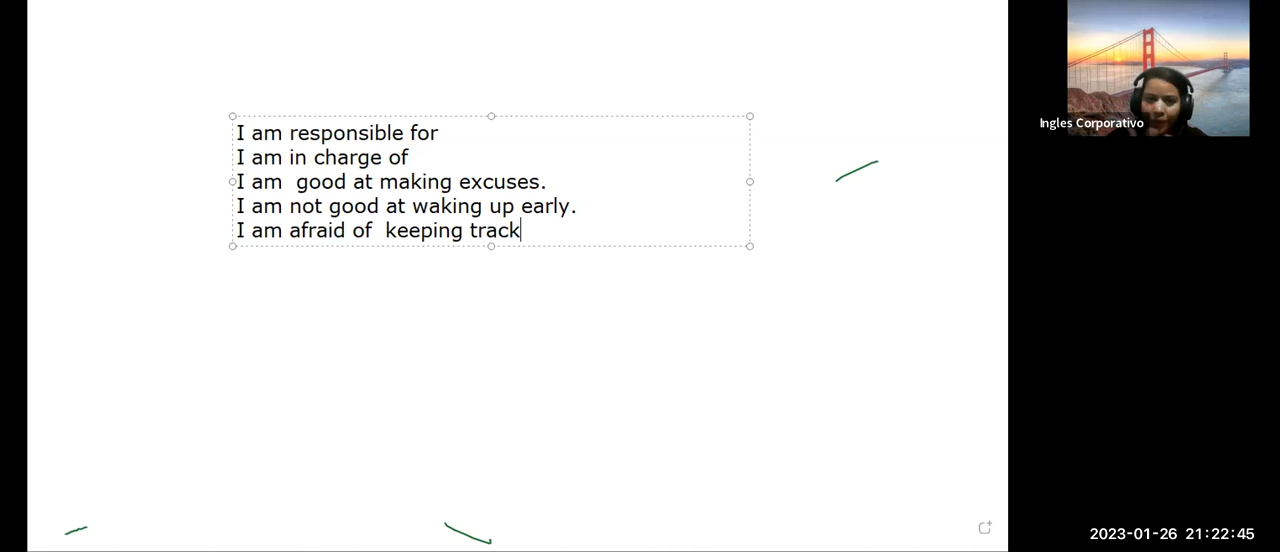 I am responsible for
I am in charge of
I am  good at making excuses.
I am not good at waking up early.
I am afraid of  keeping track
Ingles Corporativo
2023-01-26 21:22:45